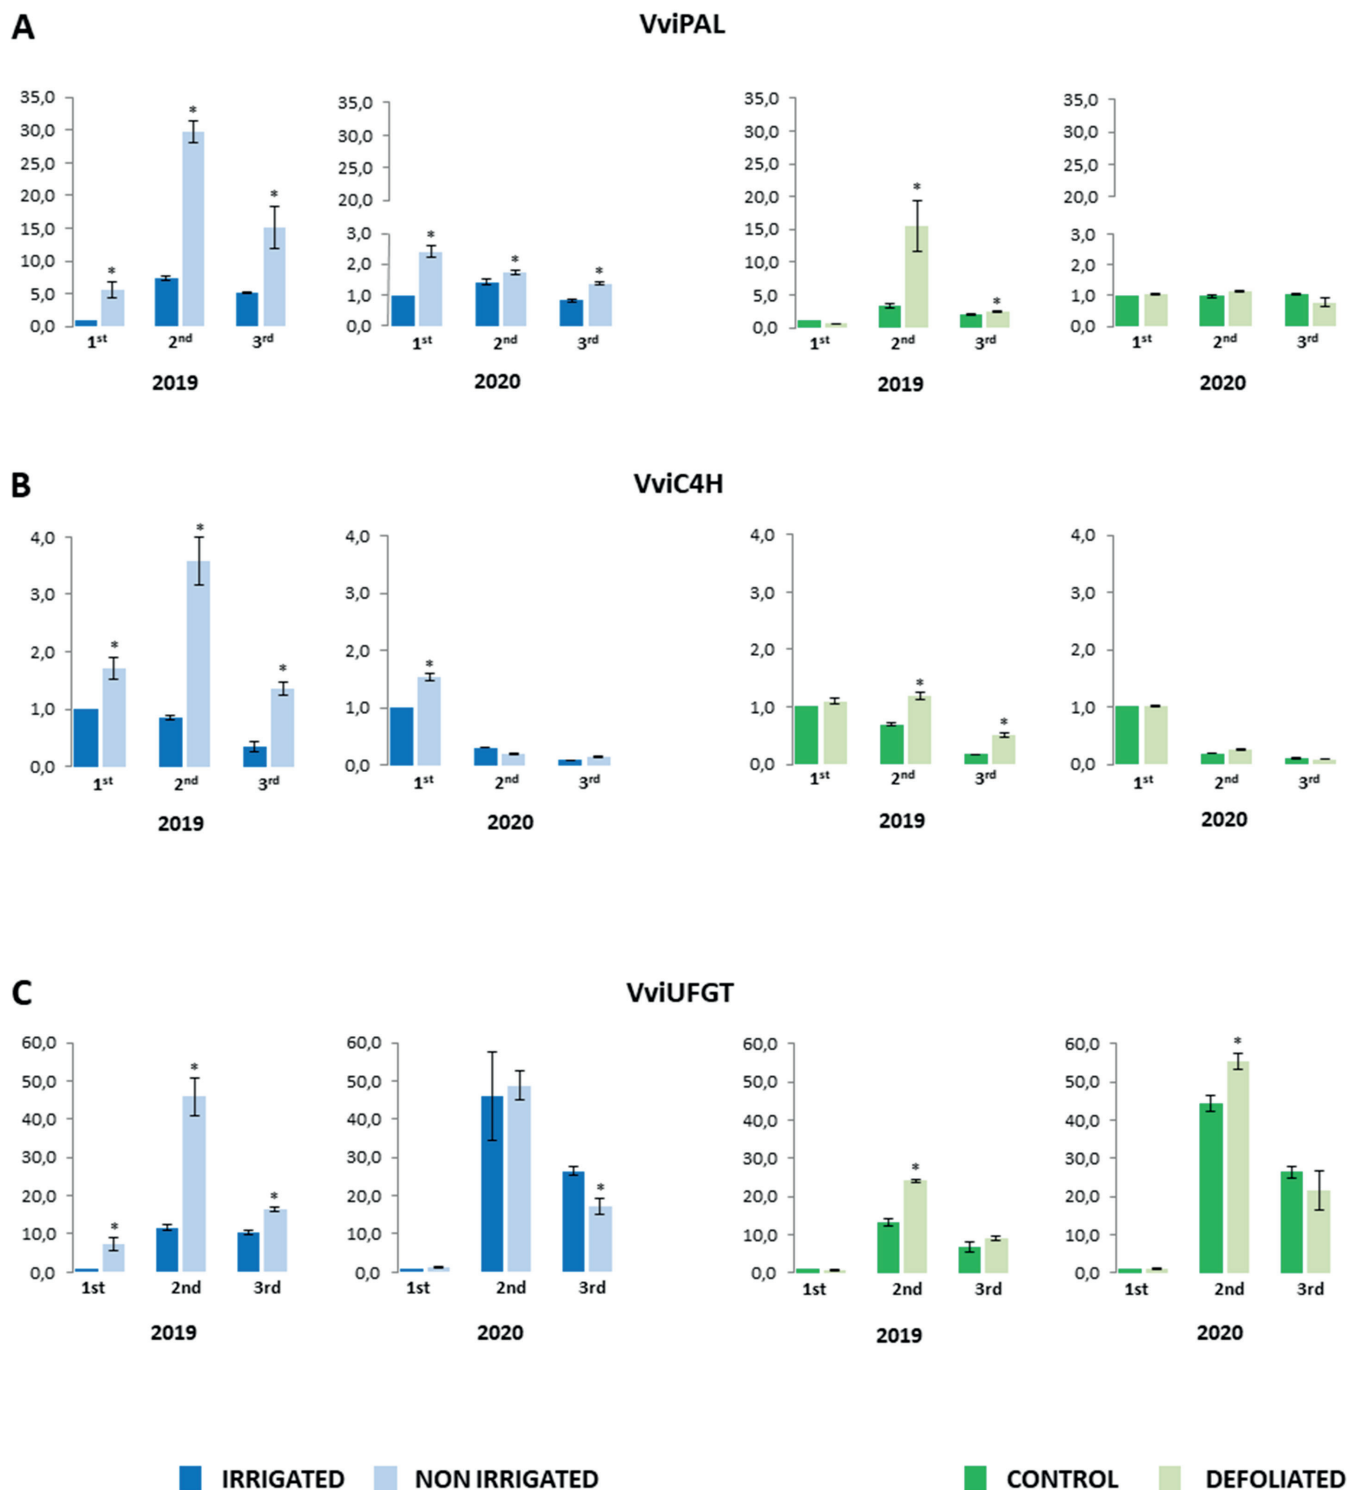 A
VviPAL
35,0
30,0
25,0
20,0
15,0
10,0
5,0
0,0
*
*
*
1st
2nd
3rd
2019
35,0
30,0
25,0
20,0
3,0
2,0
1,0
0,0
*
*
*
1st
2nd
3rd
2020
35,0
30,0
25,0
20,0
15,0
10,0
5,0
0,0
*
*
1st
2nd
3rd
2019
35,0
30,0
25,0
20,0
3,0
2,0
1,0
0,0
1st
2nd
3rd
2020
B
VviC4H
4,0
3,0
2,0
1,0
0,0
*
*
*
1st
2nd
3rd
2019
4,0
3,0
2,0
1,0
0,0
*
1st
2nd
3rd
2020
4,0
3,0
2,0
1,0
0,0
*
*
1st
2nd
3rd
2019
4,0
3,0
2,0
1,0
0,0
1st
2nd
3rd
2020
C
VviUFGT
60,0
50,0
40,0
30,0
20,0
10,0
0,0
*
*
*
1st
2nd
3rd
2019
60,0
50,0
40,0
30,0
20,0
10,0
0,0
*
1st
2nd
3rd
2020
60,0
50,0
40,0
30,0
20,0
10,0
0,0
*
1st
2nd
3rd
2019
60,0
50,0
40,0
30,0
20,0
10,0
0,0
*
1st
2nd
3rd
2020
IRRIGATED
NON IRRIGATED
CONTROL
DEFOLIATED